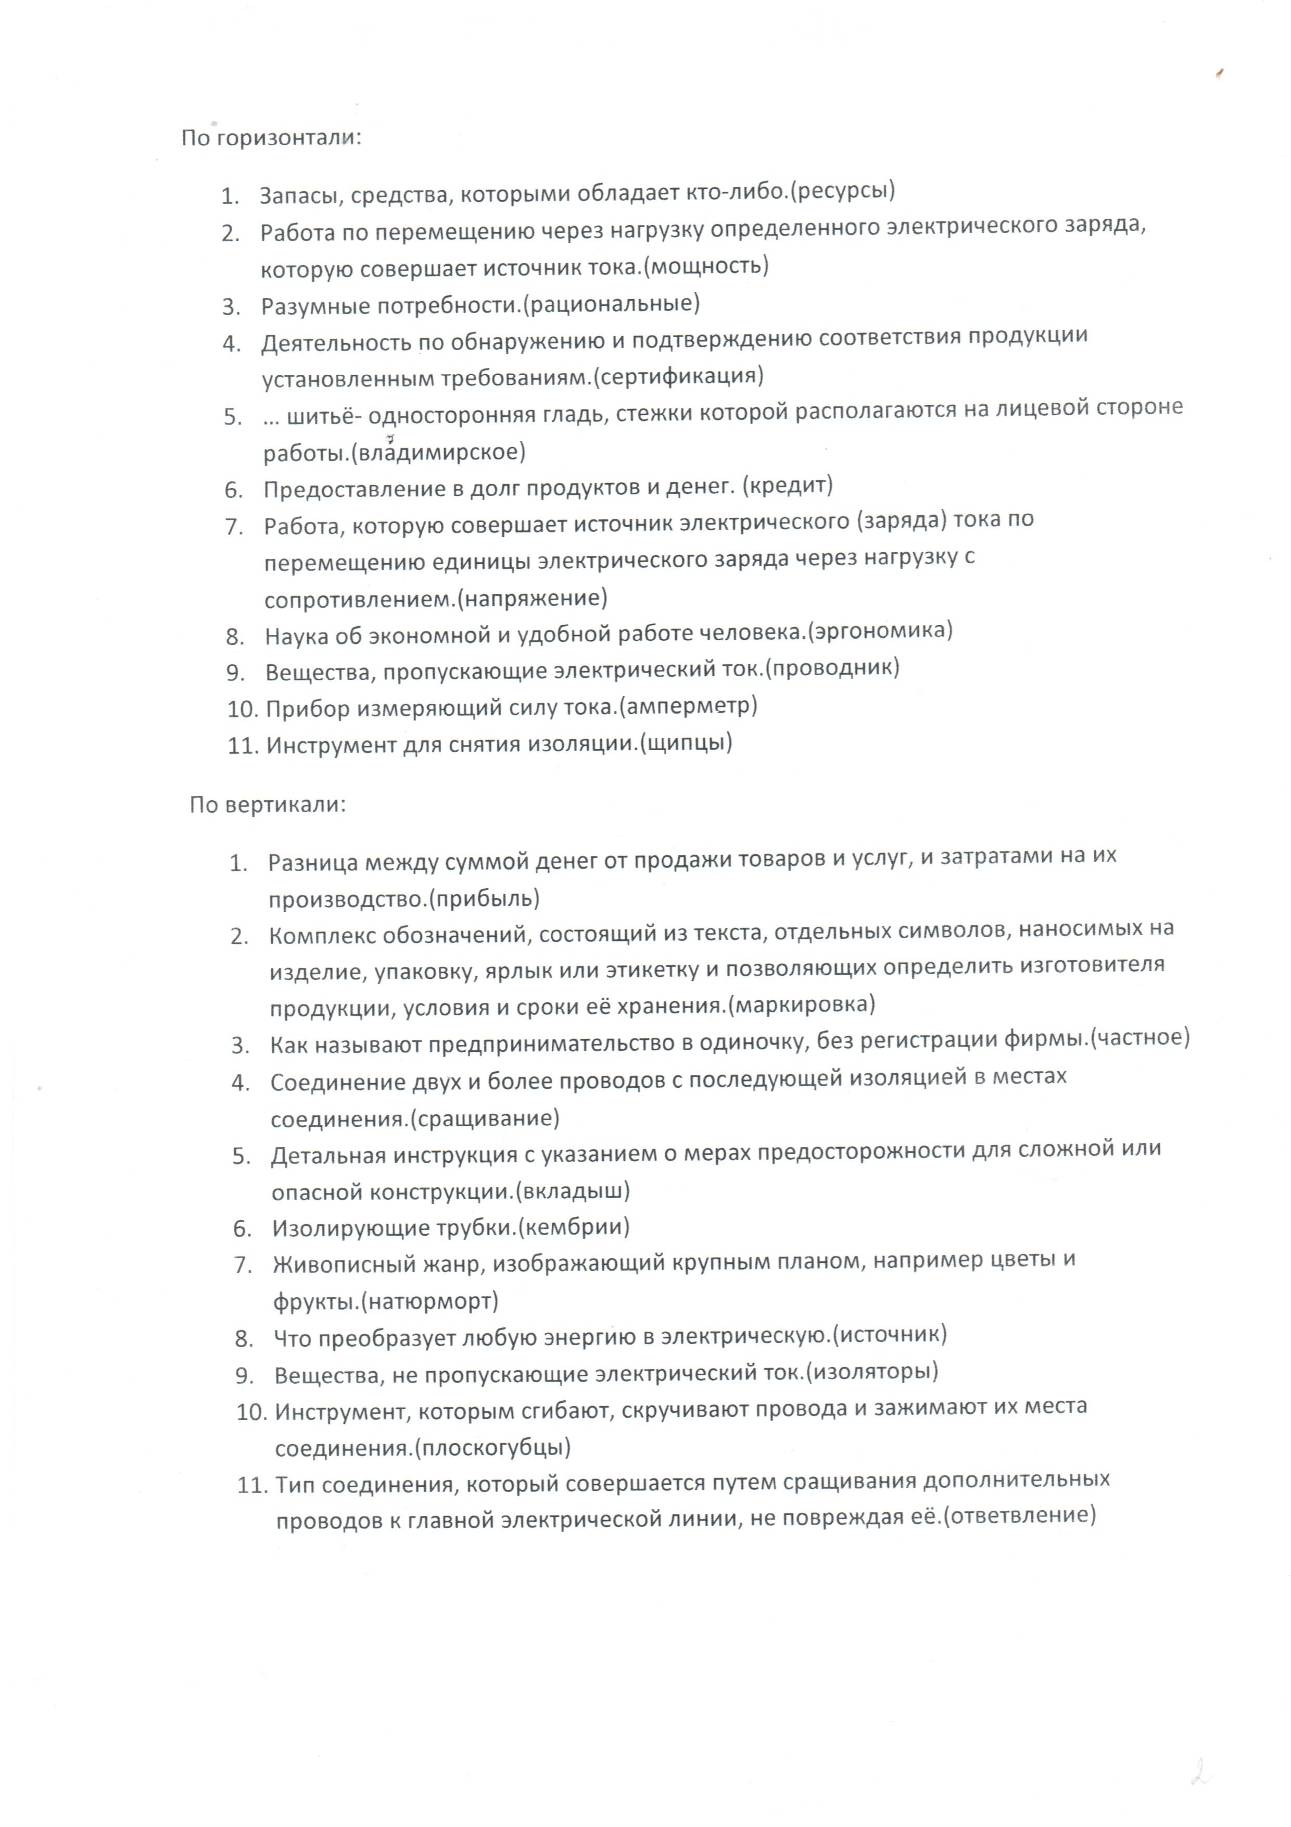 По горизонтали:
1. Запасы, средства, которыми обладает кто-либо.(ресурсы)
2. Работа по перемещению через нагрузку определенного электрического заряда,
которую совершает источник тока.(мощность)
3. Разумные потребности.(рациональные)
4. Деятельность по обнаружению и подтверждению соответствия продукции
установленным требованиям.(сертификация)
5. ... шитьё- односторонняя гладь, стежки которой располагаются на лицевой стороне
работы.(владимирское)
6. Предоставление в долг продуктов и денег. (кредит)
7. Работа, которую совершает источник электрического (заряда) тока по
перемещению единицы электрического заряда через нагрузку с
сопротивлением.(напряжение)
8. Наука об экономной и удобной работе человека.(эргономика)
9. Вещества, пропускающие электрический ток.(проводник)
10. Прибор измеряющий силу тока.(амперметр)
11. Инструмент для снятия изоляции.(щипцы)
По вертикали:
1. Разница между суммой денег от продажи товаров и услуг, и затратами на их
производство.(прибыль)
2. Комплекс обозначений, состоящий из текста, отдельных символов, наносимых на
изделие, упаковку, ярлык или этикетку и позволяющих определить изготовителя
продукции, условия и сроки её хранения.(маркировка)
3. Как называют предпринимательство в одиночку, без регистрации фирмы.(частное)
4. Соединение двух и более проводов с последующей изоляцией в местах
соединения.(сращивание)
5. Детальная инструкция с указанием о мерах предосторожности для сложной или
опасной конструкции.(вкладыш)
6. Изолирующие трубки.(кембрии)
7. Живописный жанр, изображающий крупным планом, например цветы и
фрукты.(натюрморт)
8. Что преобразует любую энергию в электрическую.(источник)
9. Вещества, не пропускающие электрический ток.(изоляторы)
10. Инструмент, которым сгибают, скручивают провода и зажимают их места
соединения.(плоскогубцы)
11. Тип соединения, который совершается путем сращивания дополнительных
проводов к главной электрической линии, не повреждая её.(ответвление)
2